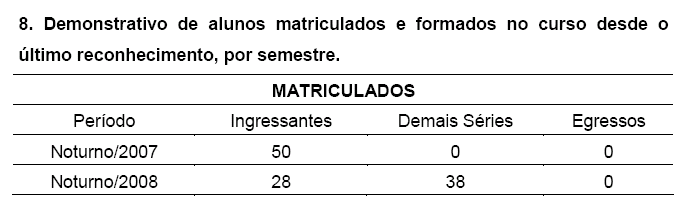 8. Demonstrativo de alunos matriculados e formados no curso desde o
último reconhecimento, por semestre.
MATRICULADOS
Período Ingressantes Demais Séries Egressos
Noturno/2007 50 0 0
Noturno/2008 28 38 0